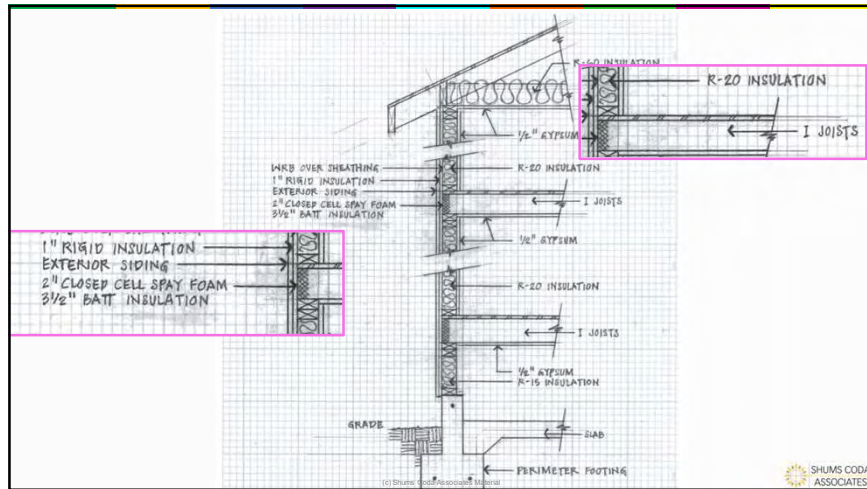 R-60 INSULATION
R-20 INSULATION
I JOISTS
1/2" GYPSUM
WRB OVER SHEATHING
1" RIGID INSULATION
EXTERIOR SIDING
2" CLOSED CELL SPAY FOAM
3 1/2" BATT INSULATION
R-20 INSULATION
I JOISTS
1/2" GYPSUM
1" RIGID INSULATION
EXTERIOR SIDING
2" CLOSED CELL SPAY FOAM
3 1/2" BATT INSULATION
R-20 INSULATION
I JOISTS
1/2" GYPSUM
R-15 INSULATION
GRADE
SLAB
PERIMETER FOOTING
(c) Shums Coda Associates Material
SHUMS CODA
ASSOCIATES